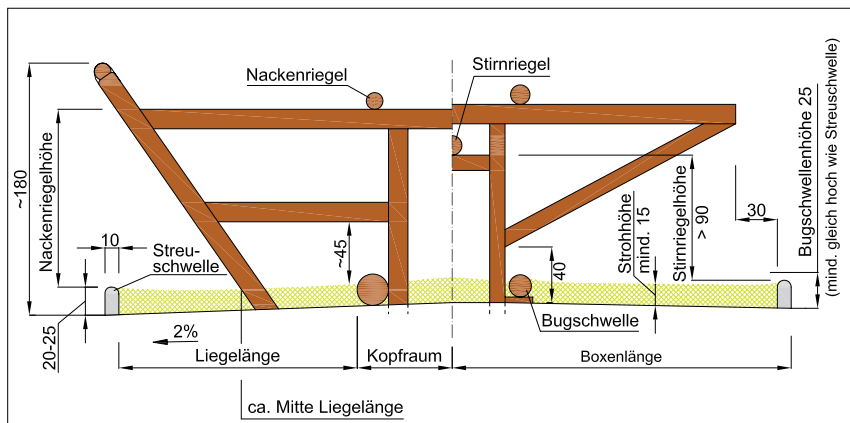 Nackenriegel
Stirnriegel
~180
Nackenriegelhöhe
10
Streu-
schwelle
~45
40
Strohhöhe
mind. 15
Stirnriegelhöhe
> 90
30
Bugschwellenhöhe 25
(mind. gleich hoch wie Streuschwelle)
20-25
2%
Bugschwelle
Liegelänge
Kopfraum
Boxenlänge
ca. Mitte Liegelänge